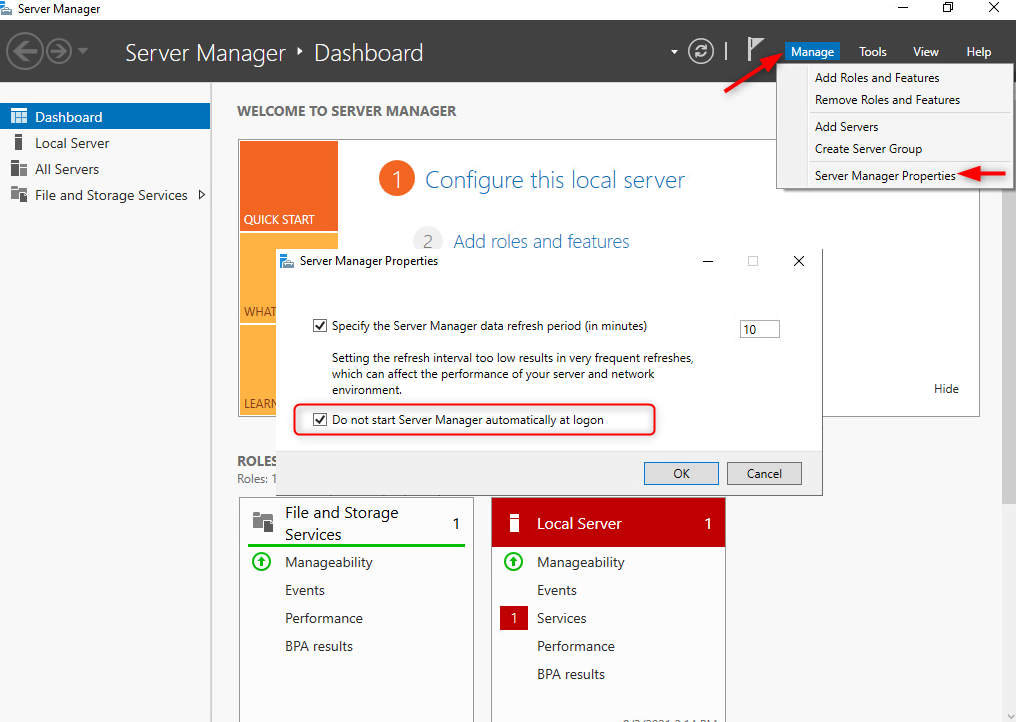 Server Manager
Server Manager • Dashboard
Manage Tools View Help
Add Roles and Features
Remove Roles and Features
Add Servers
Create Server Group
Server Manager Properties
Dashboard
Local Server
All Servers
File and Storage Services
WELCOME TO SERVER MANAGER
QUICK START
1 Configure this local server
2 Add roles and features
WHAT
LEARN
Hide
Server Manager Properties
Specify the Server Manager data refresh period (in minutes) 10
Setting the refresh interval too low results in very frequent refreshes,
which can affect the performance of your server and network
environment.
Do not start Server Manager automatically at logon
OK Cancel
ROLES
Roles: 1
File and Storage
Services 1
Manageability
Events
Performance
BPA results
Local Server 1
Manageability
Events
1 Services
Performance
BPA results